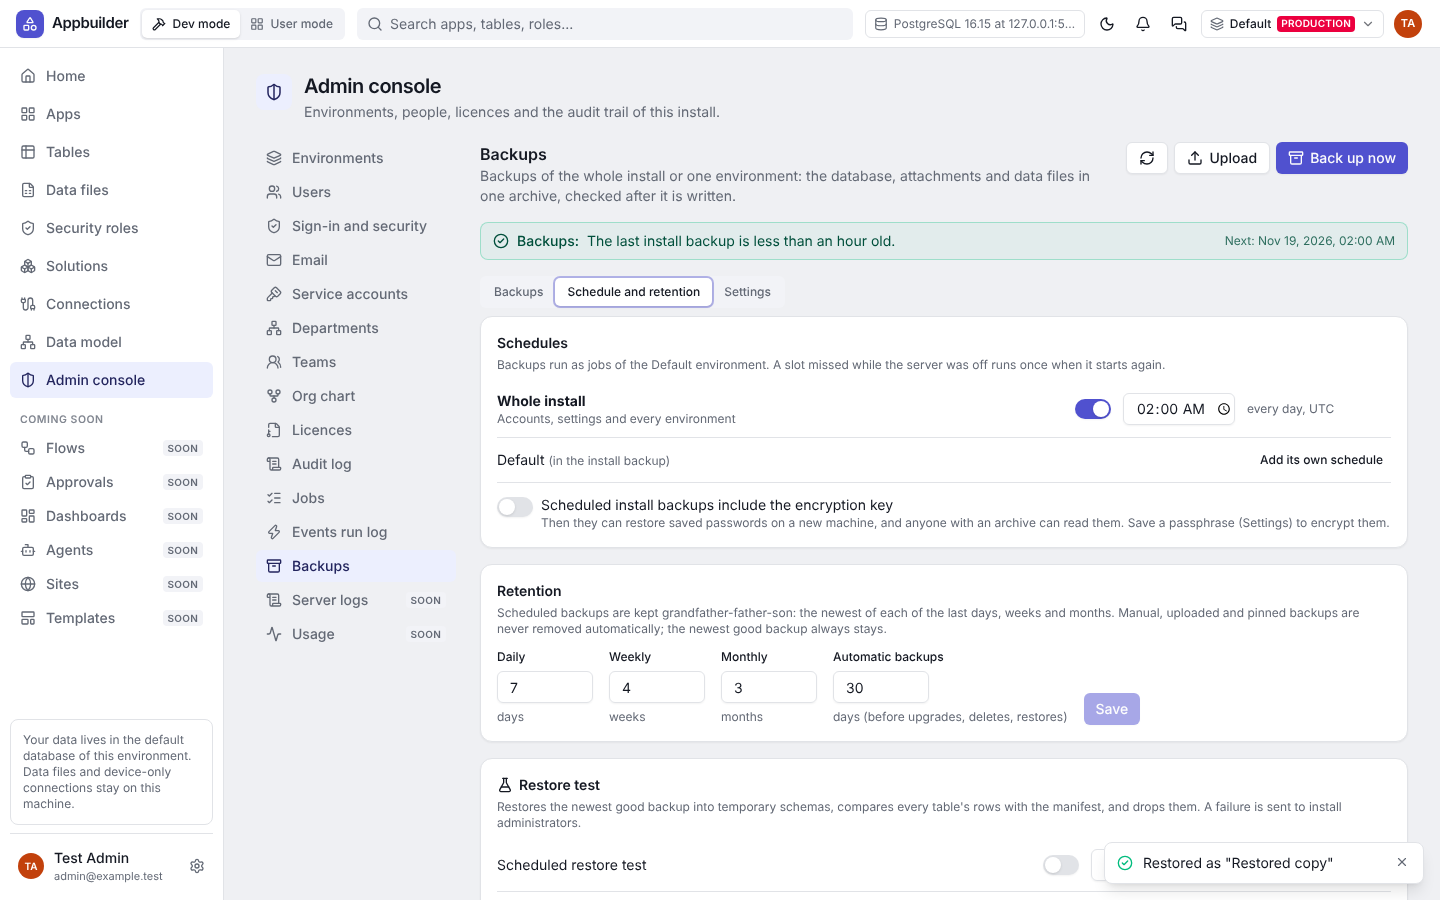 Appbuilder
Dev mode
User mode
Search apps, tables, roles...
PostgreSQL 16.15 at 127.0.0.1:5...
Default PRODUCTION
TA
Home
Apps
Tables
Data files
Security roles
Solutions
Connections
Data model
Admin console
COMING SOON
Flows SOON
Approvals SOON
Dashboards SOON
Agents SOON
Sites SOON
Templates SOON
Your data lives in the default
database of this environment.
Data files and device-only
connections stay on this
machine.
TA
Test Admin
admin@example.test
Admin console
Environments, people, licences and the audit trail of this install.
Environments
Users
Sign-in and security
Email
Service accounts
Departments
Teams
Org chart
Licences
Audit log
Jobs
Events run log
Backups
Server logs SOON
Usage SOON
Backups
Backups of the whole install or one environment: the database, attachments and data files in
one archive, checked after it is written.
Upload
Back up now
Backups: The last install backup is less than an hour old.
Next: Nov 19, 2026, 02:00 AM
Backups
Schedule and retention
Settings
Schedules
Backups run as jobs of the Default environment. A slot missed while the server was off runs once when it starts again.
Whole install
Accounts, settings and every environment
02:00 AM
every day, UTC
Default (in the install backup)
Add its own schedule
Scheduled install backups include the encryption key
Then they can restore saved passwords on a new machine, and anyone with an archive can read them. Save a passphrase (Settings) to encrypt them.
Retention
Scheduled backups are kept grandfather-father-son: the newest of each of the last days, weeks and months. Manual, uploaded and pinned backups are
never removed automatically; the newest good backup always stays.
Daily
7
days
Weekly
4
weeks
Monthly
3
months
Automatic backups
30
days (before upgrades, deletes, restores)
Save
Restore test
Restores the newest good backup into temporary schemas, compares every table's rows with the manifest, and drops them. A failure is sent to install
administrators.
Scheduled restore test
Restored as "Restored copy"